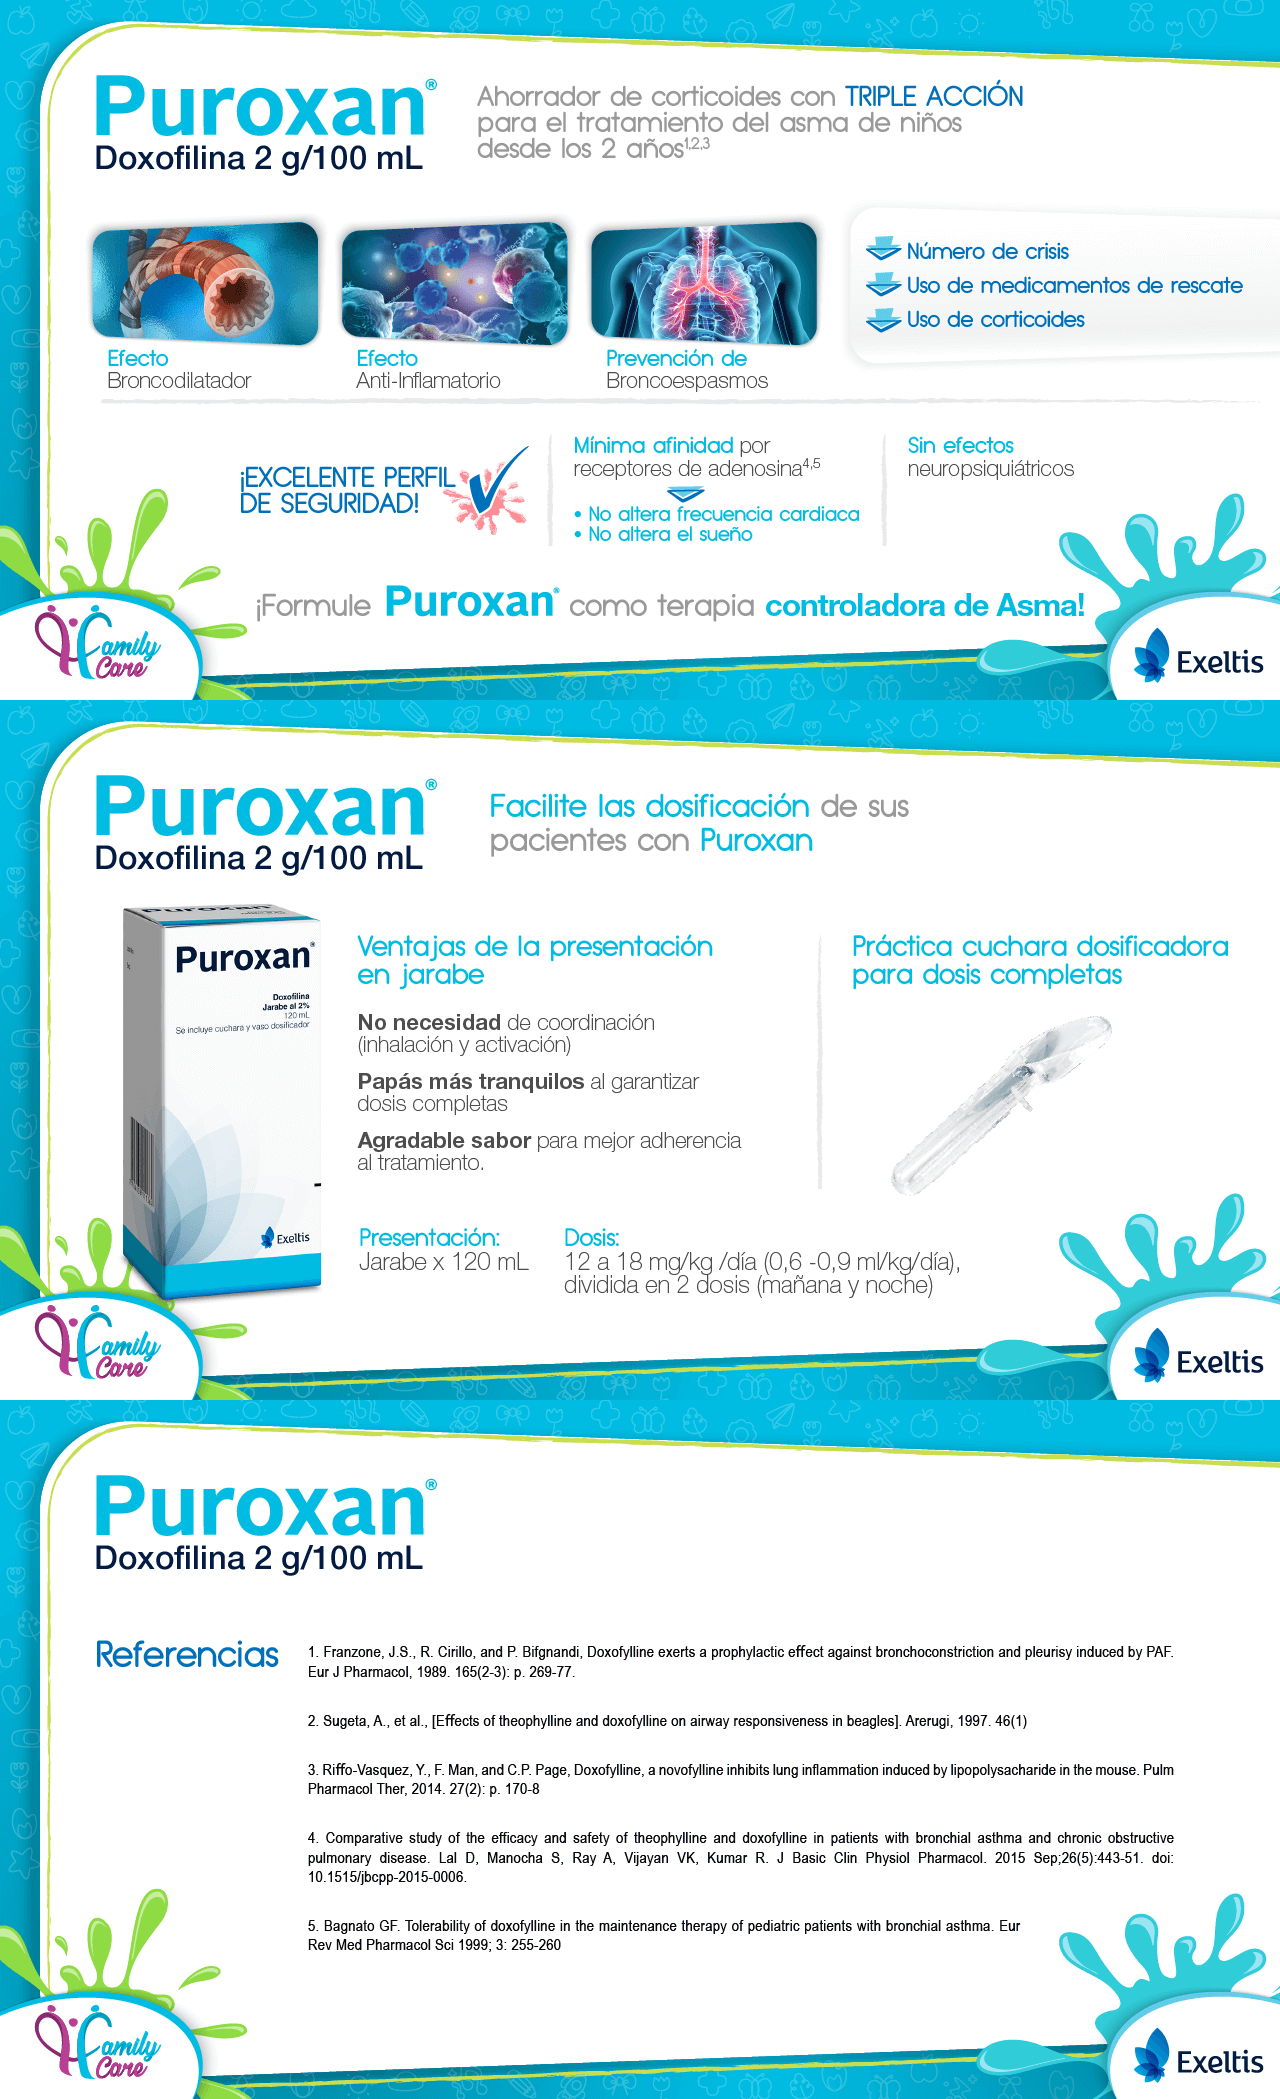 Puroxan®
Doxofilina 2 g/100 mL
Ahorrador de corticoides con TRIPLE ACCIÓN
para el tratamiento del asma de niños
desde los 2 años1,2,3
Efecto
Broncodilatador
Efecto
Anti-Inflamatorio
Prevención de
Broncoespasmos
Número de crisis
Uso de medicamentos de rescate
Uso de corticoides
¡EXCELENTE PERFIL
DE SEGURIDAD!
Mínima afinidad por
receptores de adenosina4,5
• No altera frecuencia cardiaca
• No altera el sueño
Sin efectos
neuropsiquiátricos
¡Formule Puroxan® como terapia controladora de Asma!
Family
Care
Exeltis
Puroxan®
Doxofilina 2 g/100 mL
Facilite las dosificación de sus
pacientes con Puroxan
Puroxan
Puroxan®
Doxofilina
Jarabe al 2%
120 mL
Se incluye cuchara y vaso dosificador
Exeltis
Ventajas de la presentación
en jarabe
No necesidad de coordinación
(inhalación y activación)
Papás más tranquilos al garantizar
dosis completas
Agradable sabor para mejor adherencia
al tratamiento.
Práctica cuchara dosificadora
para dosis completas
Presentación:
Jarabe x 120 mL
Dosis:
12 a 18 mg/kg /día (0,6 -0,9 ml/kg/día),
dividida en 2 dosis (mañana y noche)
Family
Care
Exeltis
Puroxan®
Doxofilina 2 g/100 mL
Referencias
1. Franzone, J.S., R. Cirillo, and P. Bifgnandi, Doxofylline exerts a prophylactic effect against bronchoconstriction and pleurisy induced by PAF.
Eur J Pharmacol, 1989. 165(2-3): p. 269-77.
2. Sugeta, A., et al., [Effects of theophylline and doxofylline on airway responsiveness in beagles]. Arerugi, 1997. 46(1)
3. Riffo-Vasquez, Y., F. Man, and C.P. Page, Doxofylline, a novofylline inhibits lung inflammation induced by lipopolysacharide in the mouse. Pulm
Pharmacol Ther, 2014. 27(2): p. 170-8
4. Comparative study of the efficacy and safety of theophylline and doxofylline in patients with bronchial asthma and chronic obstructive
pulmonary disease. Lal D, Manocha S, Ray A, Vijayan VK, Kumar R. J Basic Clin Physiol Pharmacol. 2015 Sep;26(5):443-51. doi:
10.1515/jbcpp-2015-0006.
5. Bagnato GF. Tolerability of doxofylline in the maintenance therapy of pediatric patients with bronchial asthma. Eur
Rev Med Pharmacol Sci 1999; 3: 255-260
Family
Care
Exeltis